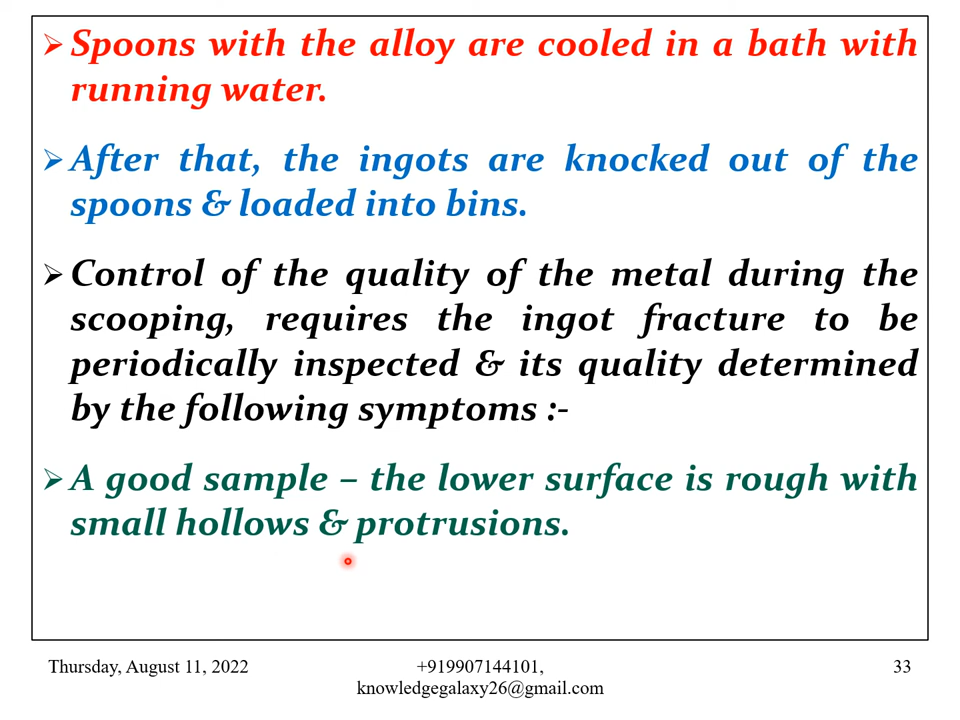 ➢ Spoons with the alloy are cooled in a bath with
running water.
➢ After that, the ingots are knocked out of the
spoons & loaded into bins.
➢ Control of the quality of the metal during the
scooping, requires the ingot fracture to be
periodically inspected & its quality determined
by the following symptoms :-
➢ A good sample – the lower surface is rough with
small hollows & protrusions.
Thursday, August 11, 2022
+919907144101,
knowledgegalaxy26@gmail.com
33